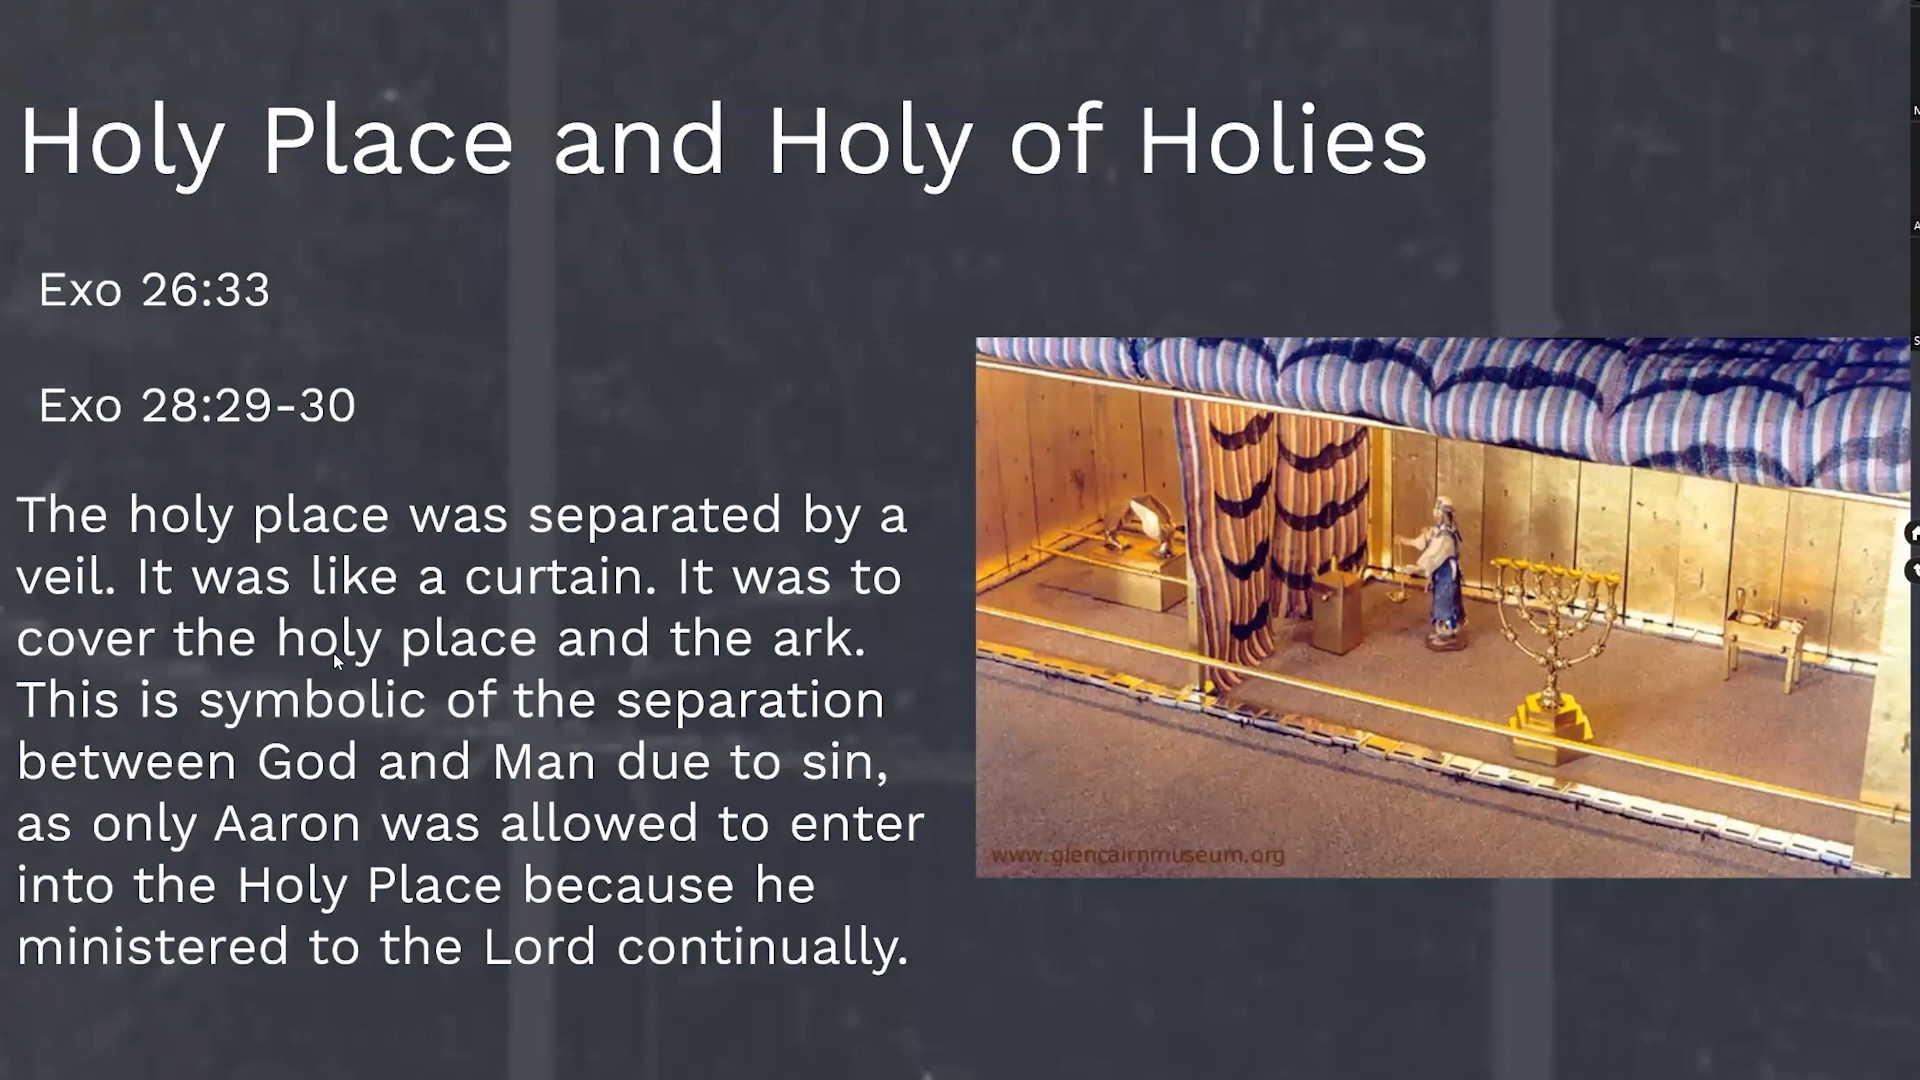 Holy Place and Holy of Holies
Exo 26:33
Exo 28:29-30
The holy place was separated by a
veil. It was like a curtain. It was to
cover the holy place and the ark.
This is symbolic of the separation
between God and Man due to sin,
as only Aaron was allowed to enter
into the Holy Place because he
ministered to the Lord continually.
www.glencairnmuseum.org